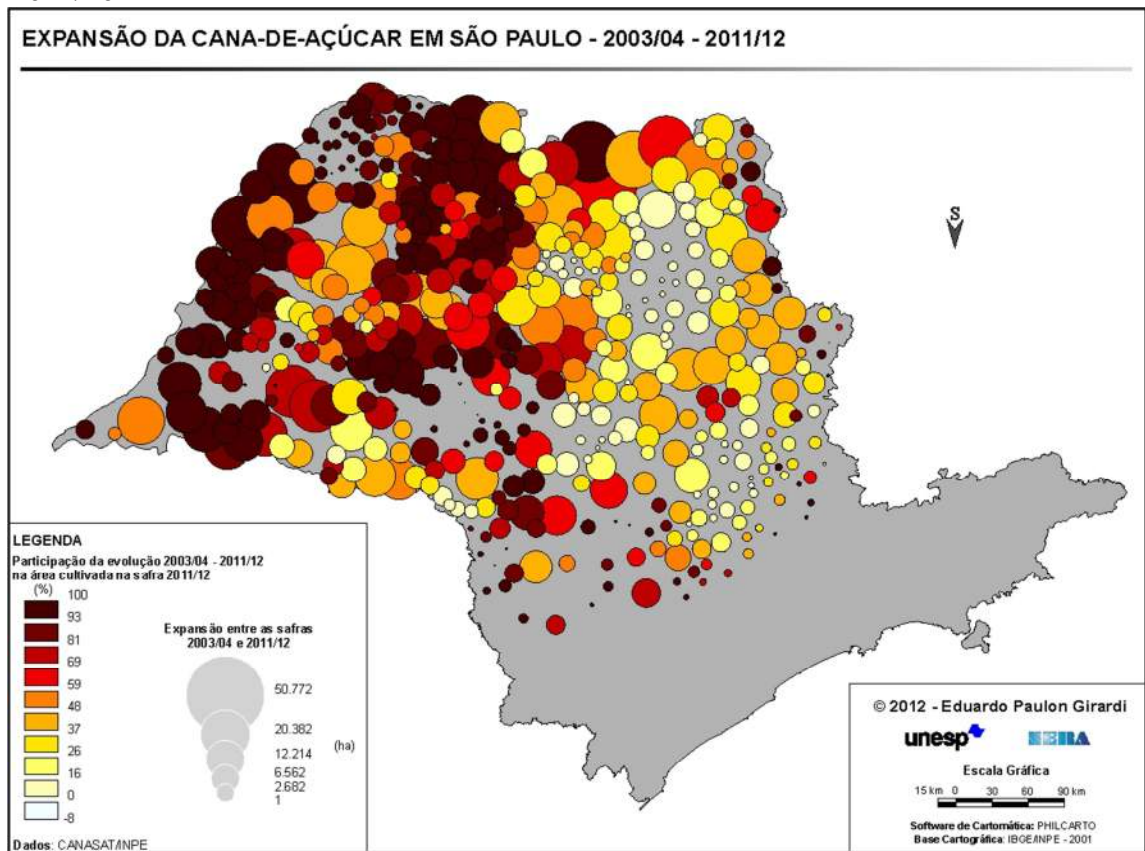 EXPANSÃO DA CANA-DE-AÇÚCAR EM SÃO PAULO - 2003/04 - 2011/12
S
LEGENDA
Participação da evolução 2003/04 - 2011/12
na área cultivada na safra 2011/12
(%)
100
93
81
69
59
48
37
26
16
0
-8
Expansão entre as safras
2003/04 e 2011/12
50.772
20.382
12.214
6.562
2.682
1
(ha)
Dados: CANASAT/INPE
© 2012 - Eduardo Paulon Girardi
unesp
NERA
Escala Gráfica
15 km 0 30 60 90 km
Software de Cartomática: PHILCARTO
Base Cartográfica: IBGE/INPE - 2001